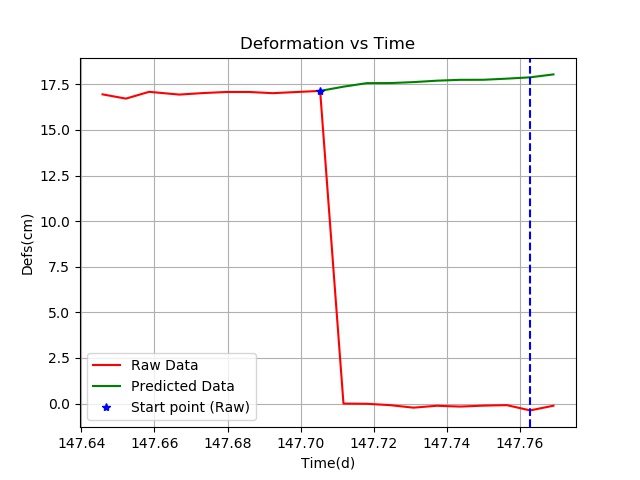 Deformation vs Time
Defs(cm)
17.5
15.0
12.5
10.0
7.5
5.0
2.5
0.0
Raw Data
Predicted Data
Start point (Raw)
147.64 147.66 147.68 147.70 147.72 147.74 147.76
Time(d)